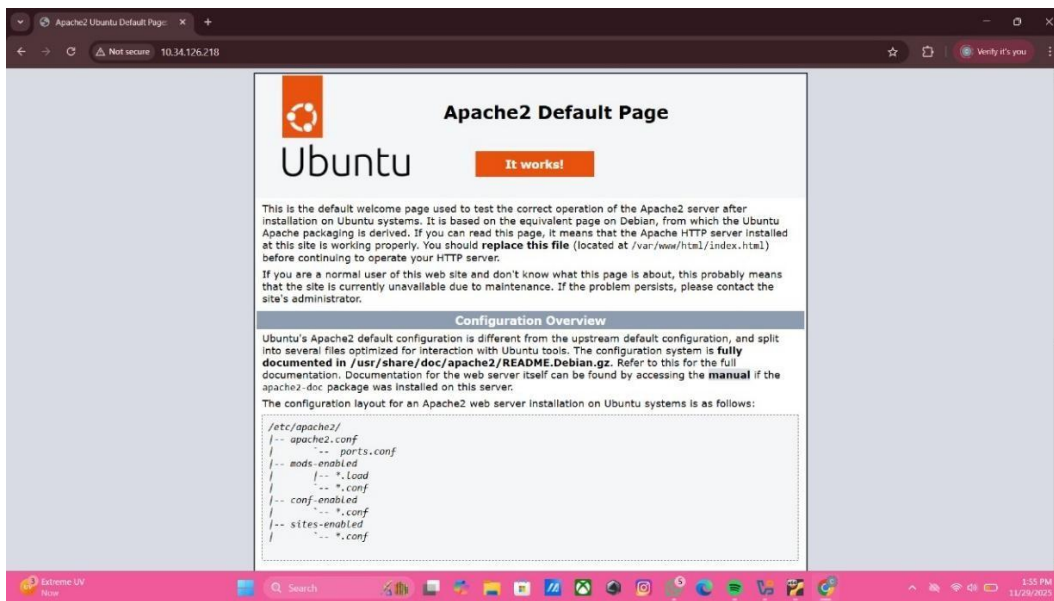 Apache2 Ubuntu Default Page
Not secure 10.34.126.218
Verify it's you
Apache2 Default Page
Ubuntu
It works!
This is the default welcome page used to test the correct operation of the Apache2 server after
installation on Ubuntu systems. It is based on the equivalent page on Debian, from which the Ubuntu
Apache packaging is derived. If you can read this page, it means that the Apache HTTP server installed
at this site is working properly. You should replace this file (located at /var/www/html/index.html)
before continuing to operate your HTTP server.
If you are a normal user of this web site and don't know what this page is about, this probably means
that the site is currently unavailable due to maintenance. If the problem persists, please contact the
site's administrator.
Configuration Overview
Ubuntu's Apache2 default configuration is different from the upstream default configuration, and split
into several files optimized for interaction with Ubuntu tools. The configuration system is fully
documented in /usr/share/doc/apache2/README.Debian.gz. Refer to this for the full
documentation. Documentation for the web server itself can be found by accessing the manual if the
apache2-doc package was installed on this server.
The configuration layout for an Apache2 web server installation on Ubuntu systems is as follows:
/etc/apache2/
|-- apache2.conf
|       `--  ports.conf
|-- mods-enabled
|       |-- *.load
|       `-- *.conf
|-- conf-enabled
|       `-- *.conf
|-- sites-enabled
|       `-- *.conf
Extreme UV
Now
Search
1:55 PM
11/29/2025